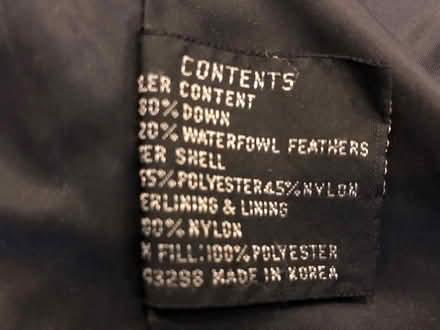 CONTENTS
LER CONTENT
80% DOWN
20% WATERFOWL FEATHERS
ER SHELL
55%POLYESTER45%NYLON
ERLINING & LINING
00% NYLON
FILL:100%POLYESTER
MADE IN KOREA